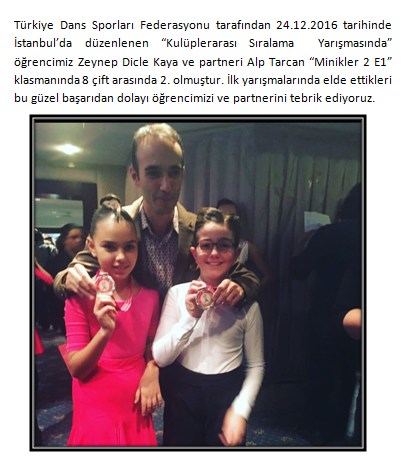 Türkiye Dans Sporları Federasyonu tarafından 24.12.2016 tarihinde
İstanbul’da düzenlenen “Kulüplerarası Sıralama Yarışmasında”
öğrencimiz Zeynep Dicle Kaya ve partneri Alp Tarcan “Minikler 2 E1”
klasmanında 8 çift arasında 2. olmuştur. İlk yarışmalarında elde ettikleri
bu güzel başarıdan dolayı öğrencimizi ve partnerini tebrik ediyoruz.